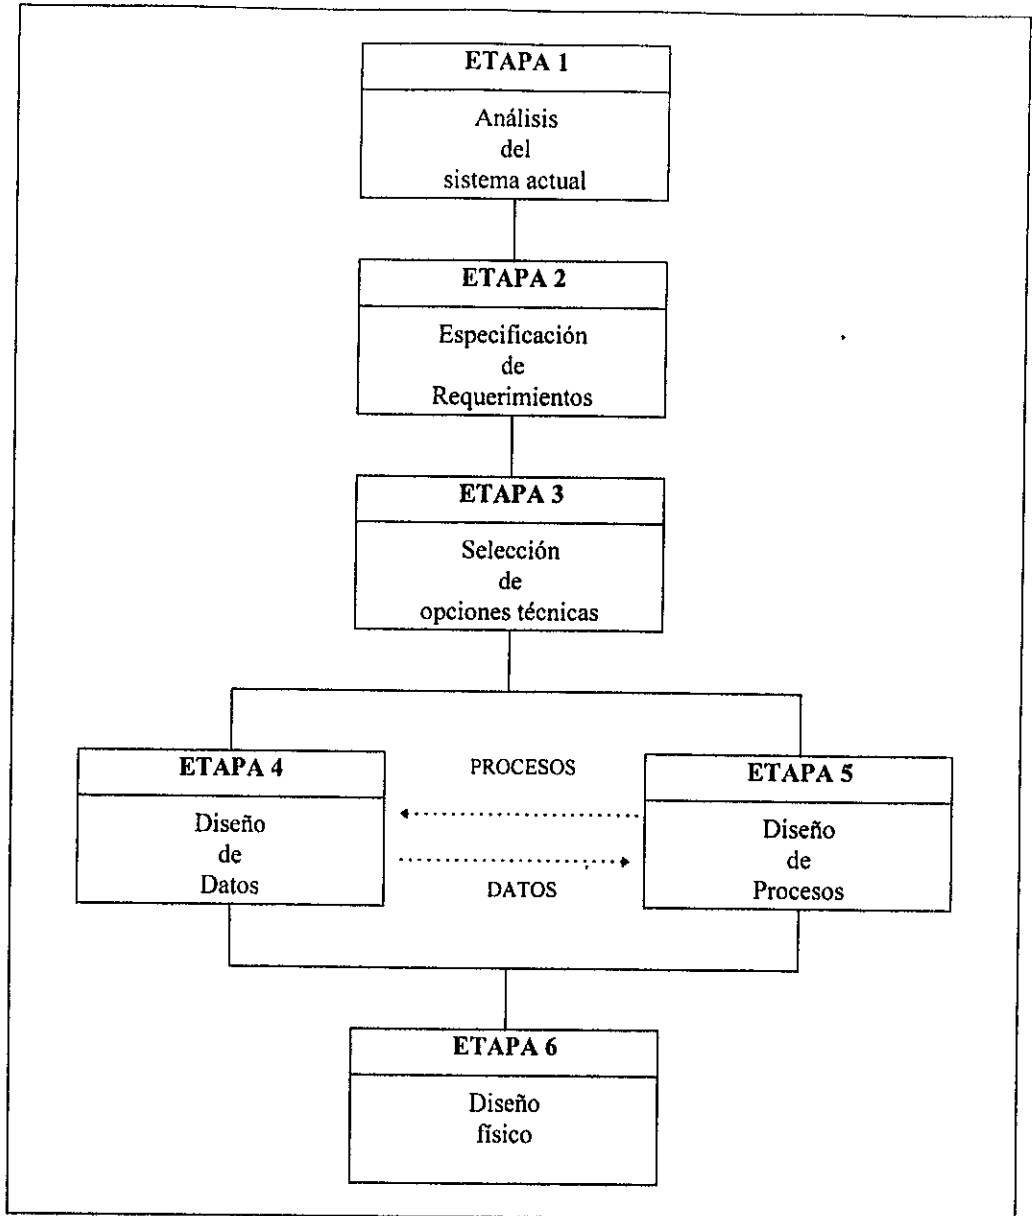 ETAPA 1
Análisis
del
sistema actual
ETAPA 2
Especificación
de
Requerimientos
ETAPA 3
Selección
de
opciones técnicas
ETAPA 4
Diseño
de
Datos
PROCESOS
DATOS
ETAPA 5
Diseño
de
Procesos
ETAPA 6
Diseño
físico